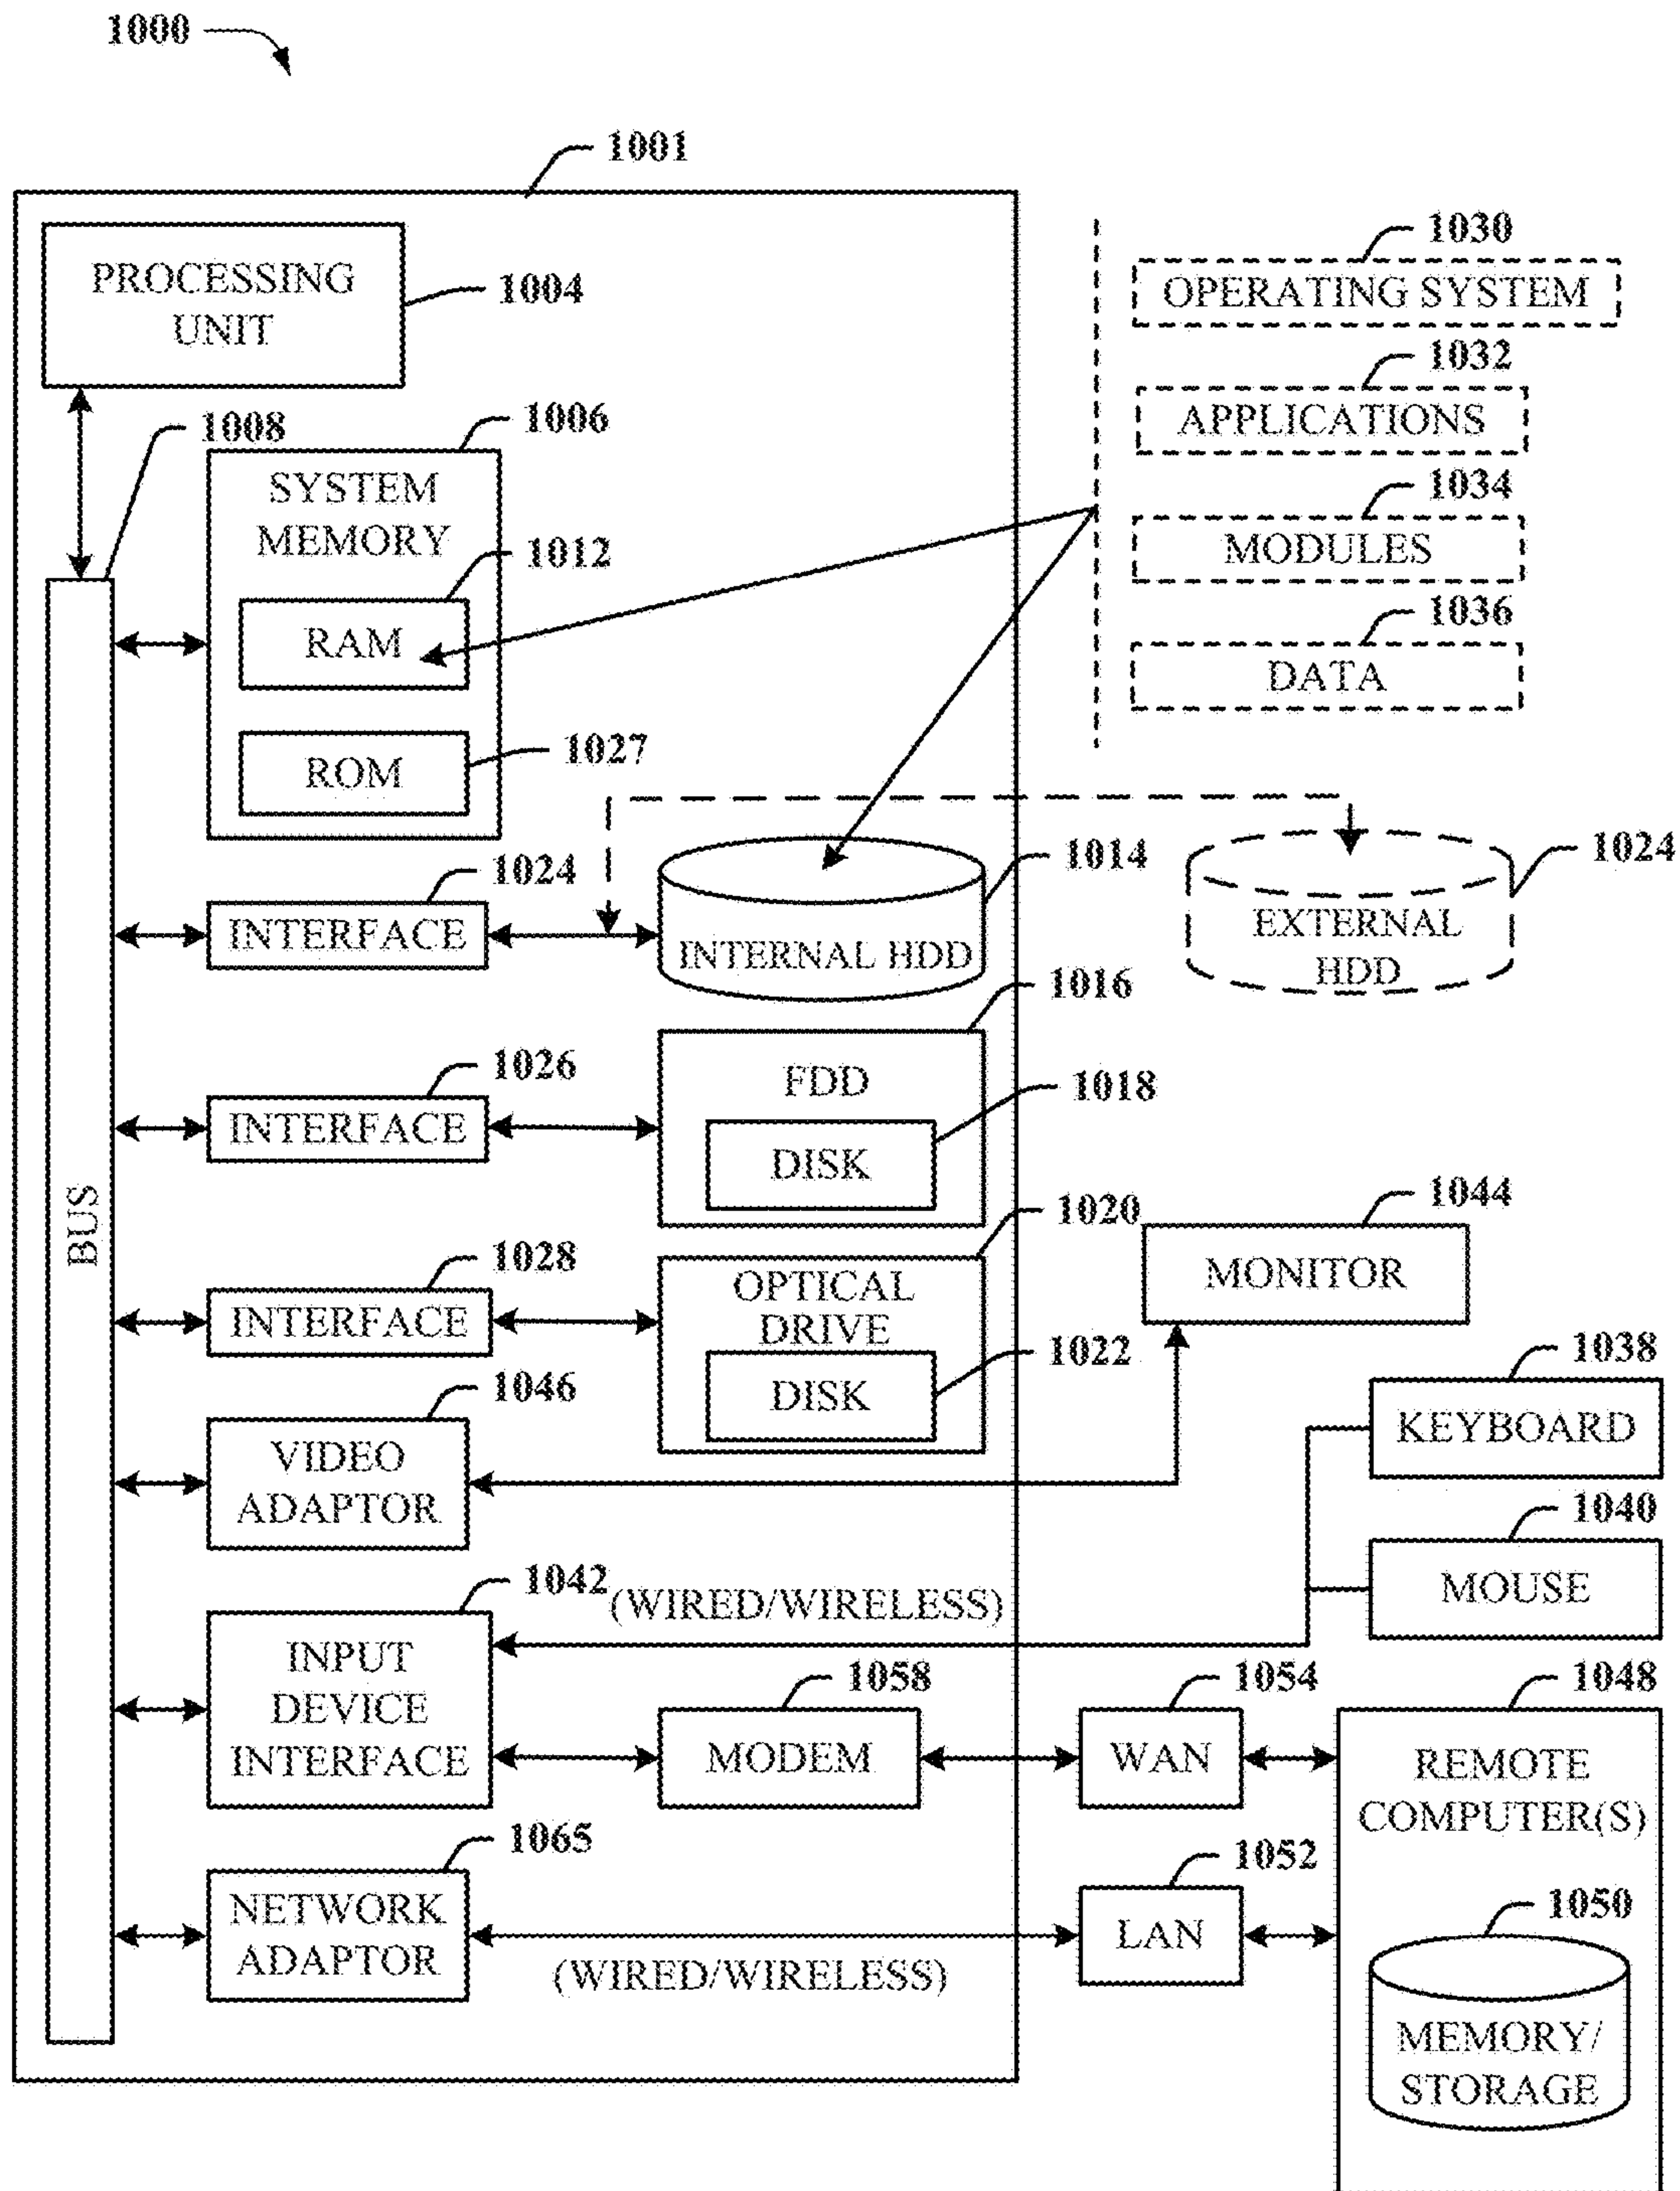 1000
1001
PROCESSING
UNIT
1004
1030
OPERATING SYSTEM
1032
APPLICATIONS
1034
MODULES
1036
DATA
1008
1006
SYSTEM
MEMORY
1012
RAM
1027
ROM
1024
INTERFACE
1014
INTERNAL HDD
1024
EXTERNAL
HDD
1016
1026
INTERFACE
FDD
1018
DISK
BUS
1020
1044
MONITOR
1028
INTERFACE
OPTICAL
DRIVE
1022
DISK
1038
KEYBOARD
1046
VIDEO
ADAPTOR
1040
MOUSE
1042
(WIRED/WIRELESS)
INPUT
DEVICE
INTERFACE
1058
MODEM
1054
WAN
1048
REMOTE
COMPUTER(S)
1065
NETWORK
ADAPTOR
(WIRED/WIRELESS)
1052
LAN
1050
MEMORY/
STORAGE